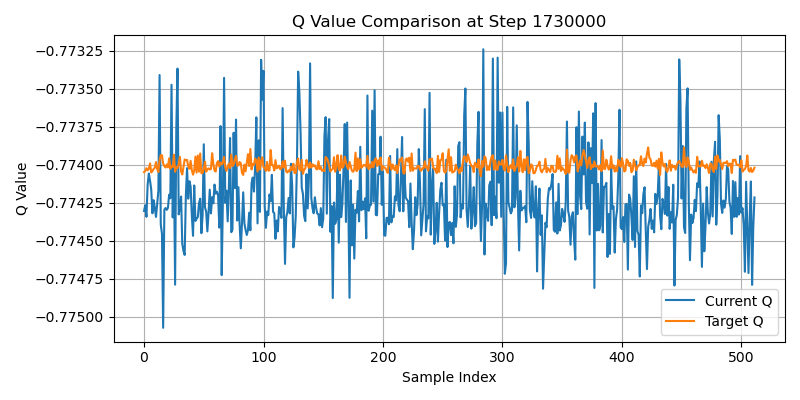 Q Value Comparison at Step 1730000
Q Value
−0.77325
−0.77350
−0.77375
−0.77400
−0.77425
−0.77450
−0.77475
−0.77500
0 100 200 300 400 500
Sample Index
Current Q
Target Q